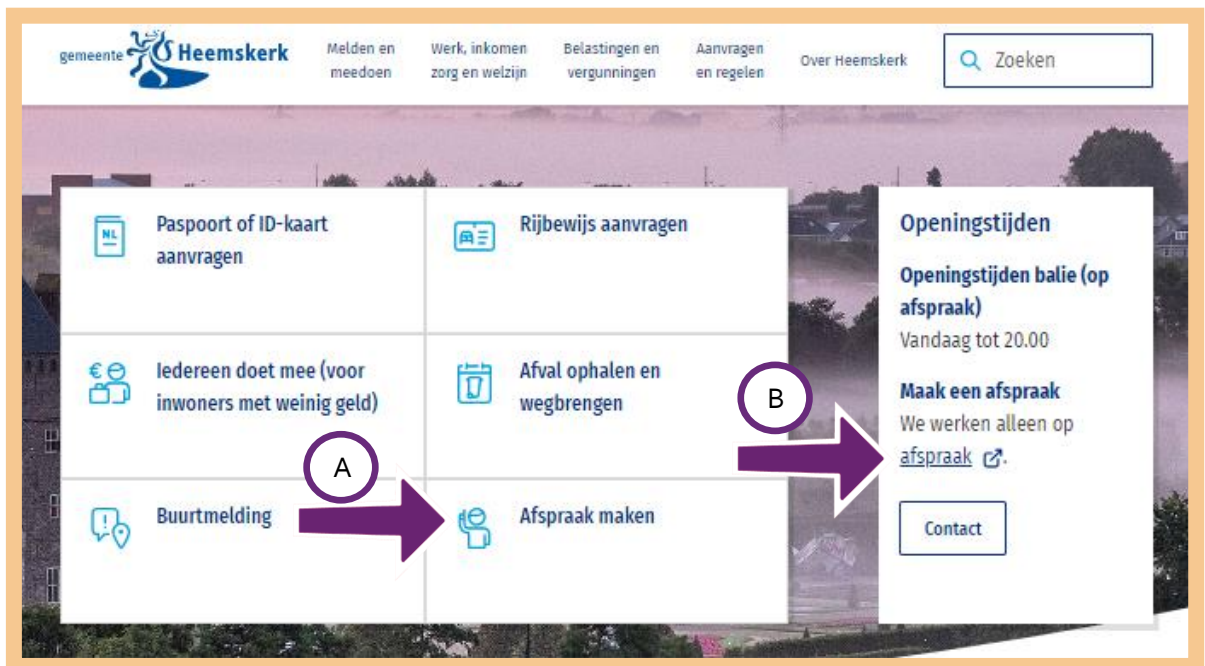 gemeente Heemskerk
Melden en
meedoen
Werk, inkomen
zorg en welzijn
Belastingen en
vergunningen
Aanvragen
en regelen
Over Heemskerk
Zoeken
NL
Paspoort of ID-kaart
aanvragen
Rijbewijs aanvragen
€
Iedereen doet mee (voor
inwoners met weinig geld)
Afval ophalen en
wegbrengen
A
Buurtmelding
Afspraak maken
B
Openingstijden
Openingstijden balie (op
afspraak)
Vandaag tot 20.00
Maak een afspraak
We werken alleen op
afspraak .
Contact